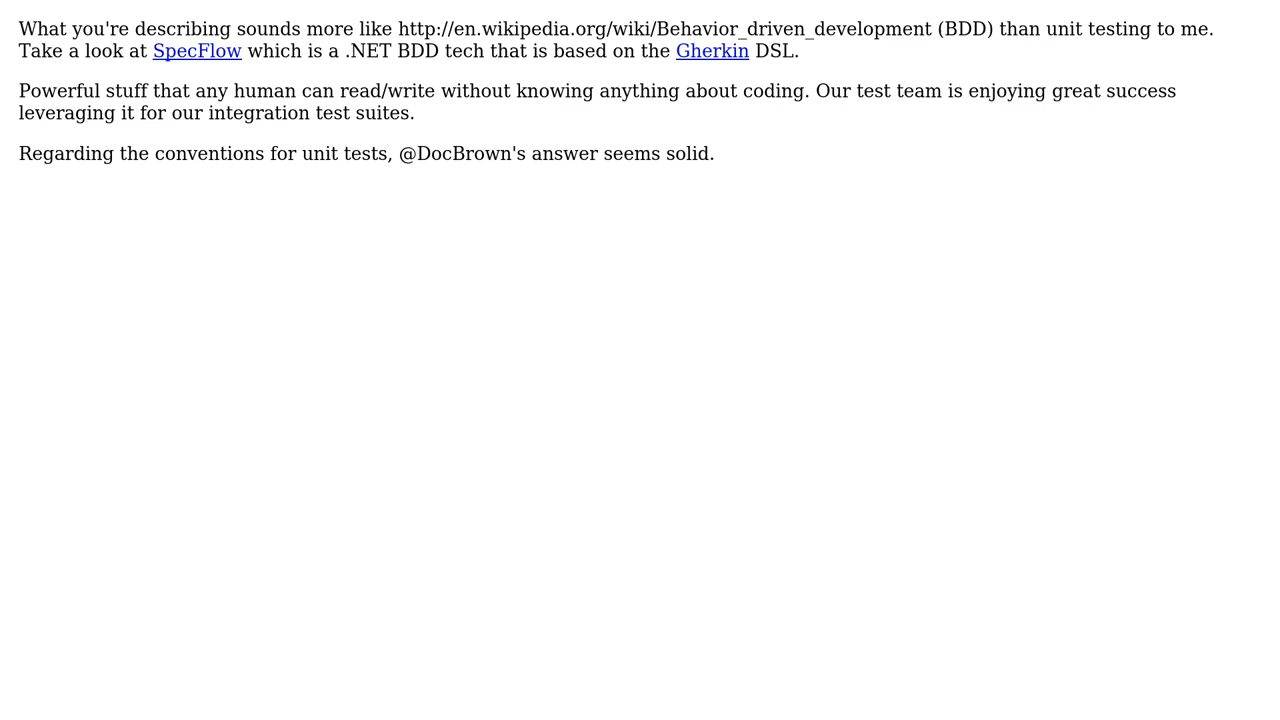 What you're describing sounds more like http://en.wikipedia.org/wiki/Behavior_driven_development (BDD) than unit testing to me.
Take a look at SpecFlow which is a .NET BDD tech that is based on the Gherkin DSL.
Powerful stuff that any human can read/write without knowing anything about coding. Our test team is enjoying great success
leveraging it for our integration test suites.
Regarding the conventions for unit tests, @DocBrown's answer seems solid.